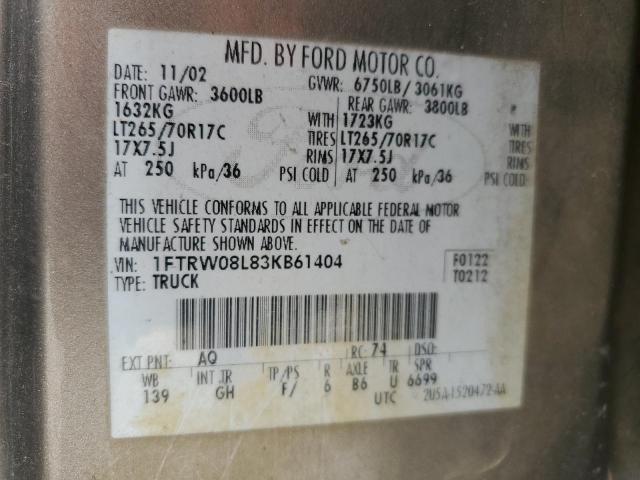 MFD. BY FORD MOTOR CO.
DATE: 11/02 GVWR: 6750LB / 3061KG
FRONT GAWR: 3600LB REAR GAWR: 3800LB
1632KG WITH 1723KG WITH
LT265/70R17C TIRES LT265/70R17C TIRES
17X7.5J RIMS 17X7.5J RIMS
AT 250 kPa/36 PSI COLD AT 250 kPa/36 PSI COLD
THIS VEHICLE CONFORMS TO ALL APPLICABLE FEDERAL MOTOR
VEHICLE SAFETY STANDARDS IN EFFECT ON THE DATE OF
MANUFACTURE SHOWN ABOVE.
VIN: 1FTRW08L83KB61404 F0122
TYPE: TRUCK T0212
EXT PNT: AQ RC: 74 DSO:
WB INT TR TP/PS R AXLE TR SPR
139 GH F/ 6 B6 U 6699
UTC 2U5A-1520472-AA